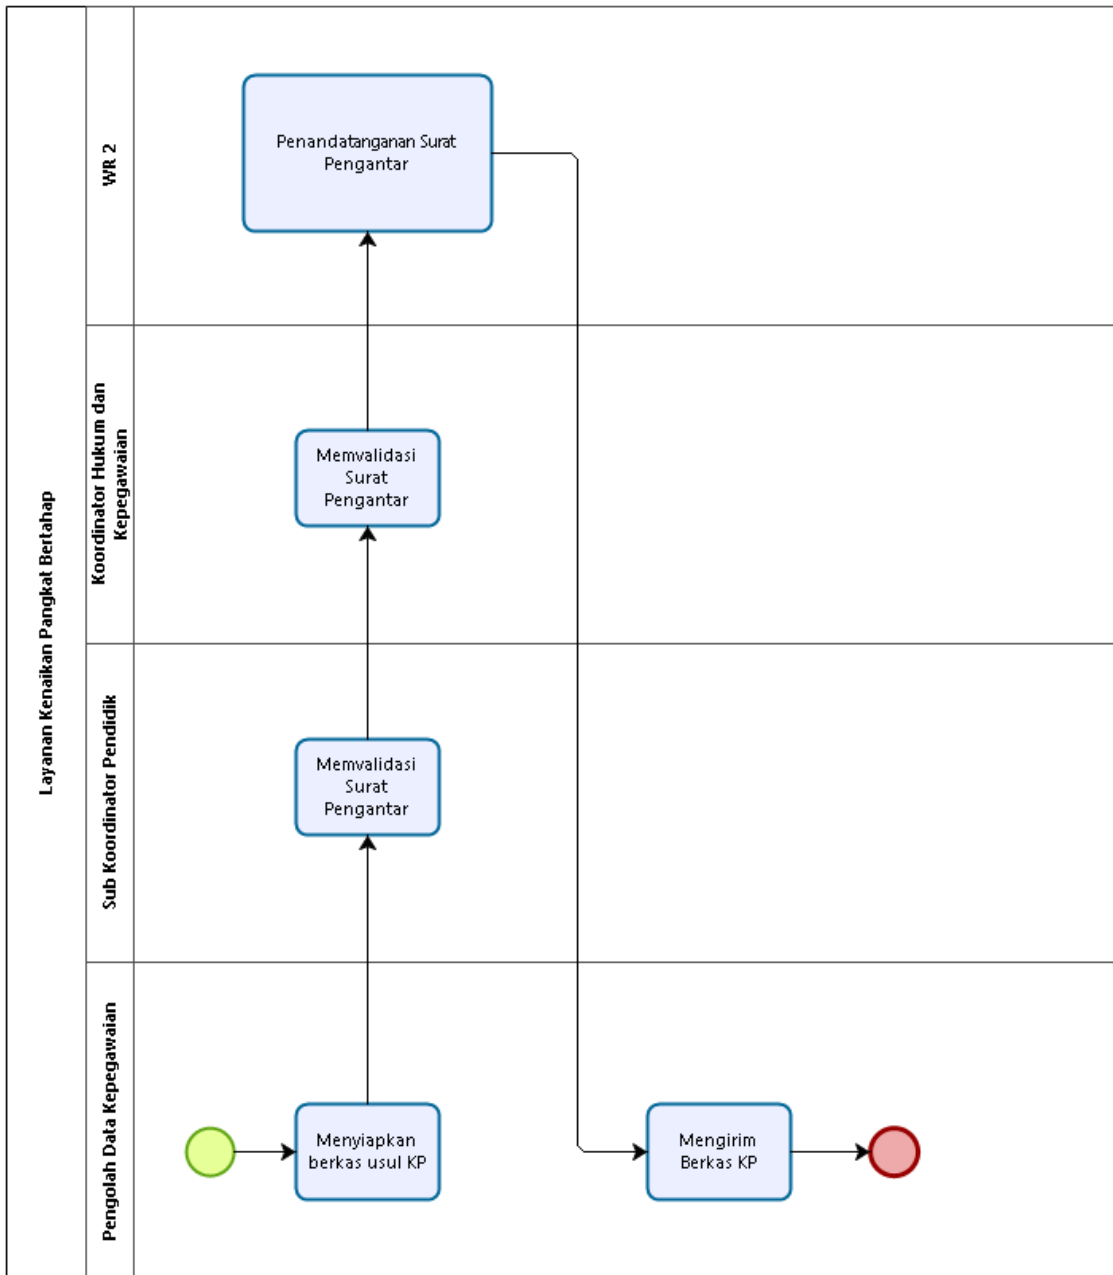 Layanan Kenaikan Pangkat Bertahap
WR 2
Penandatanganan Surat
Pengantar
Koordinator Hukum dan
Kepegawaian
Memvalidasi
Surat
Pengantar
Sub Koordinator Pendidik
Memvalidasi
Surat
Pengantar
Pengolah Data Kepegawaian
Menyiapkan
berkas usul KP
Mengirim
Berkas KP